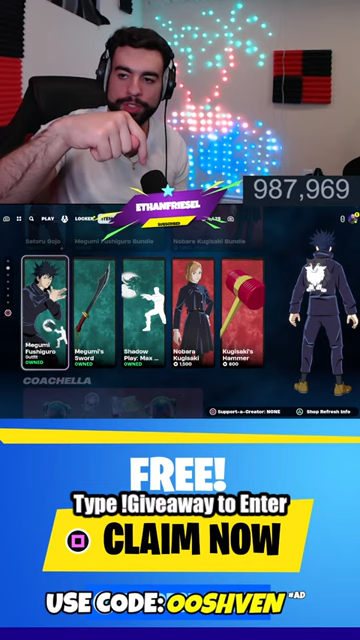 987,969
ETHANFRIESEL
SUBSCRIBED
PLAY LOCKER
Satoru Gojo Megumi Fushiguro Bundle Nobara Kugisaki Bundle
Megumi Fushiguro
Outfit
OWNED
Megumi's Sword
OWNED
Shadow Play: Max ...
OWNED
Nobara Kugisaki
1,500
Kugisaki's Hammer
800
COACHELLA
Support-a-Creator: NONE Shop Refresh Info
FREE!
Type !Giveaway to Enter
CLAIM NOW
USE CODE: OOSHVEN #AD